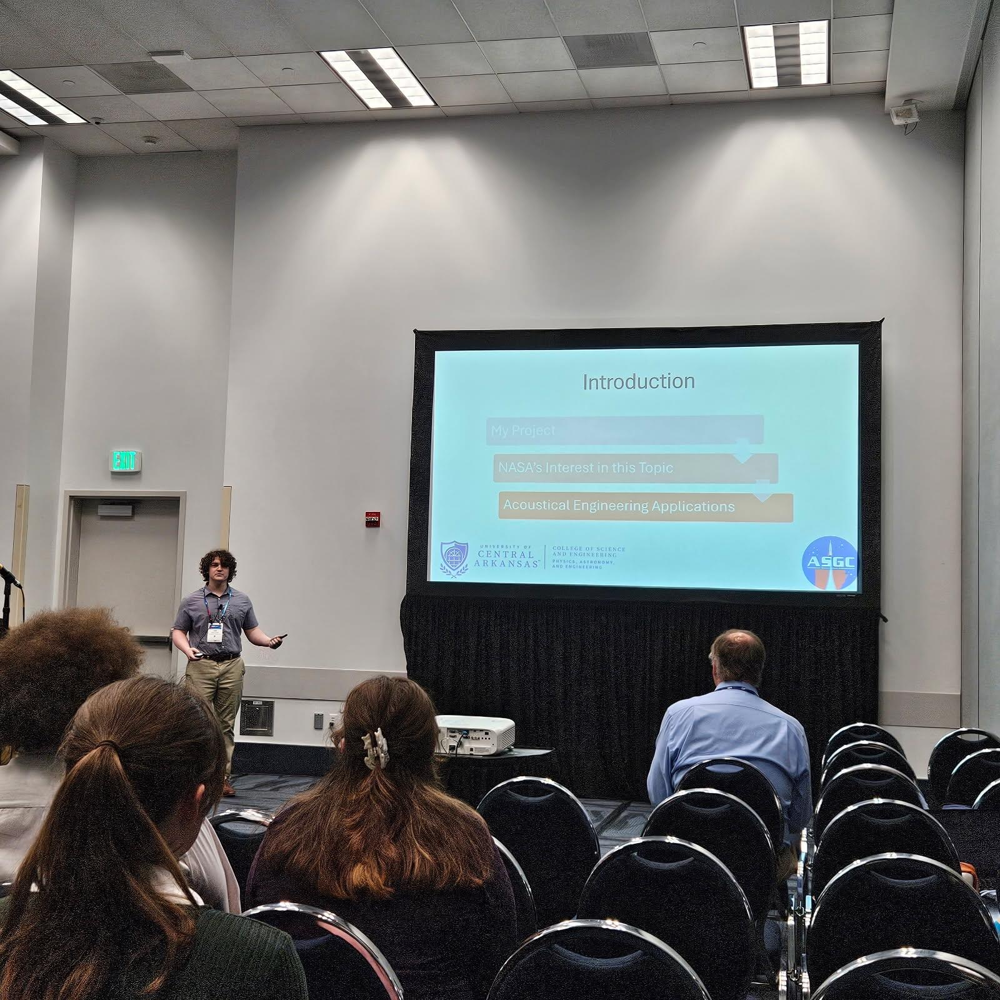 Introduction
My Project
NASA's Interest in this Topic
Acoustical Engineering Applications
UNIVERSITY OF
CENTRAL
ARKANSAS™
COLLEGE OF SCIENCE
AND ENGINEERING
PHYSICS, ASTRONOMY,
AND ENGINEERING
ASGC
EXIT